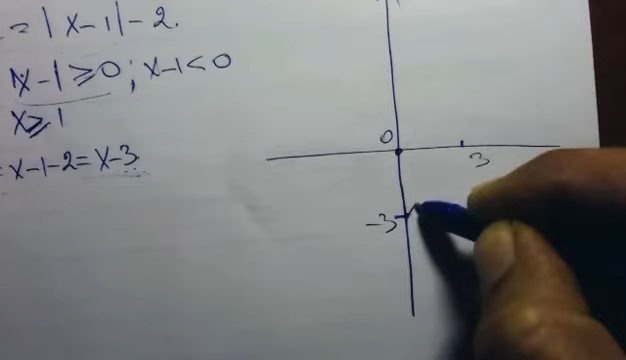 = |x-1| - 2.
x-1 ≥ 0 ; x-1 < 0
x ≥ 1
= x-1-2 = x-3
0
3
-3